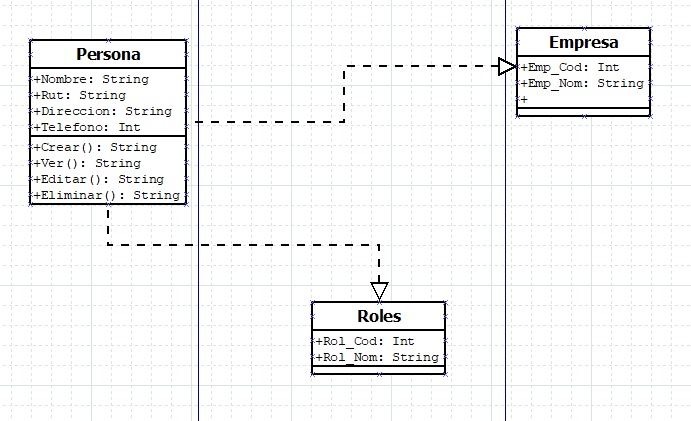 Persona
+Nombre: String
+Rut: String
+Direccion: String
+Telefono: Int
+Crear(): String
+Ver(): String
+Editar(): String
+Eliminar(): String
Empresa
+Emp_Cod: Int
+Emp_Nom: String
+
Roles
+Rol_Cod: Int
+Rol_Nom: String